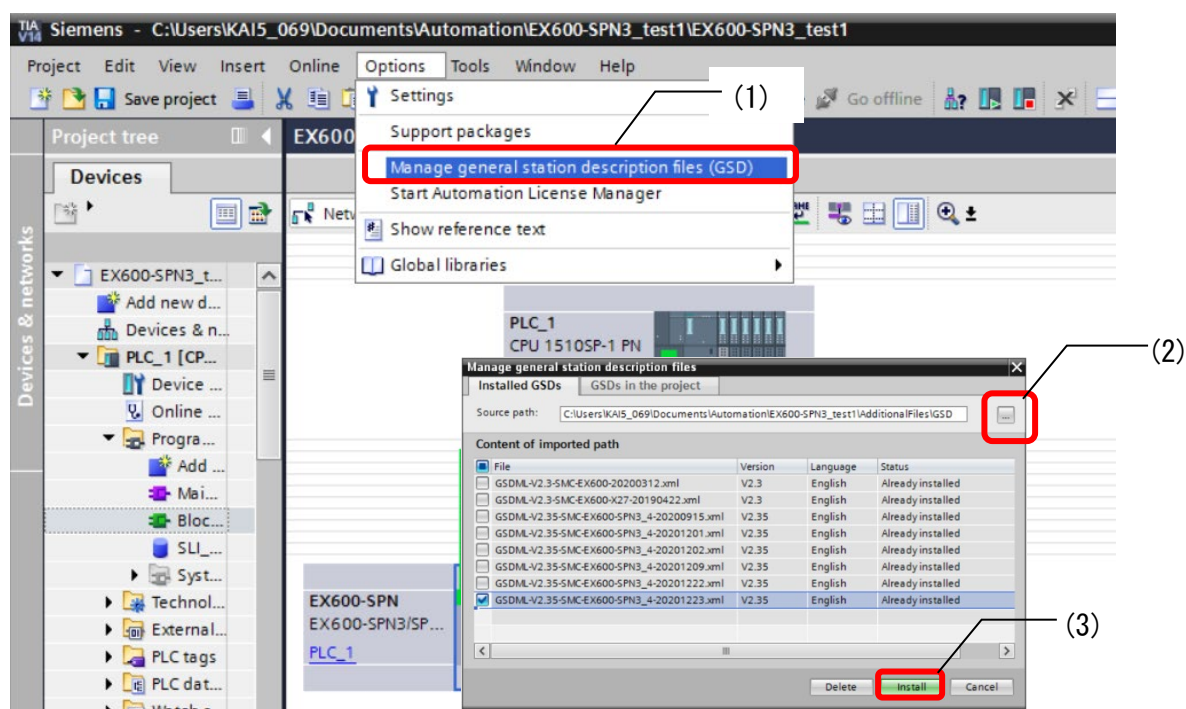 TIA
V14
Siemens - C:\Users\KAI5_069\Documents\Automation\EX600-SPN3_test1\EX600-SPN3_test1
Project Edit View Insert Online Options Tools Window Help
Save project
Go offline
Settings
Support packages
Manage general station description files (GSD)
Start Automation License Manager
Show reference text
Global libraries
(1)
Project tree
EX600
Devices
Netw
Devices & networks
EX600-SPN3_t...
Add new d...
Devices & n...
PLC_1 [CP...
Device ...
Online ...
Progra...
Add ...
Mai...
Bloc...
SLI_...
Syst...
Technol...
External...
PLC tags
PLC dat...
PLC_1
CPU 1510SP-1 PN
EX600-SPN
EX600-SPN3/SP...
PLC_1
(2)
Manage general station description files
Installed GSDs GSDs in the project
Source path: C:\Users\KAI5_069\Documents\Automation\EX600-SPN3_test1\AdditionalFiles\GSD ...
Content of imported path
File Version Language Status
GSDML-V2.3-SMC-EX600-20200312.xml V2.3 English Already installed
GSDML-V2.3-SMC-EX600-X27-20190422.xml V2.3 English Already installed
GSDML-V2.35-SMC-EX600-SPN3_4-20200915.xml V2.35 English Already installed
GSDML-V2.35-SMC-EX600-SPN3_4-20201201.xml V2.35 English Already installed
GSDML-V2.35-SMC-EX600-SPN3_4-20201202.xml V2.35 English Already installed
GSDML-V2.35-SMC-EX600-SPN3_4-20201209.xml V2.35 English Already installed
GSDML-V2.35-SMC-EX600-SPN3_4-20201222.xml V2.35 English Already installed
GSDML-V2.35-SMC-EX600-SPN3_4-20201223.xml V2.35 English Already installed
(3)
Delete Install Cancel